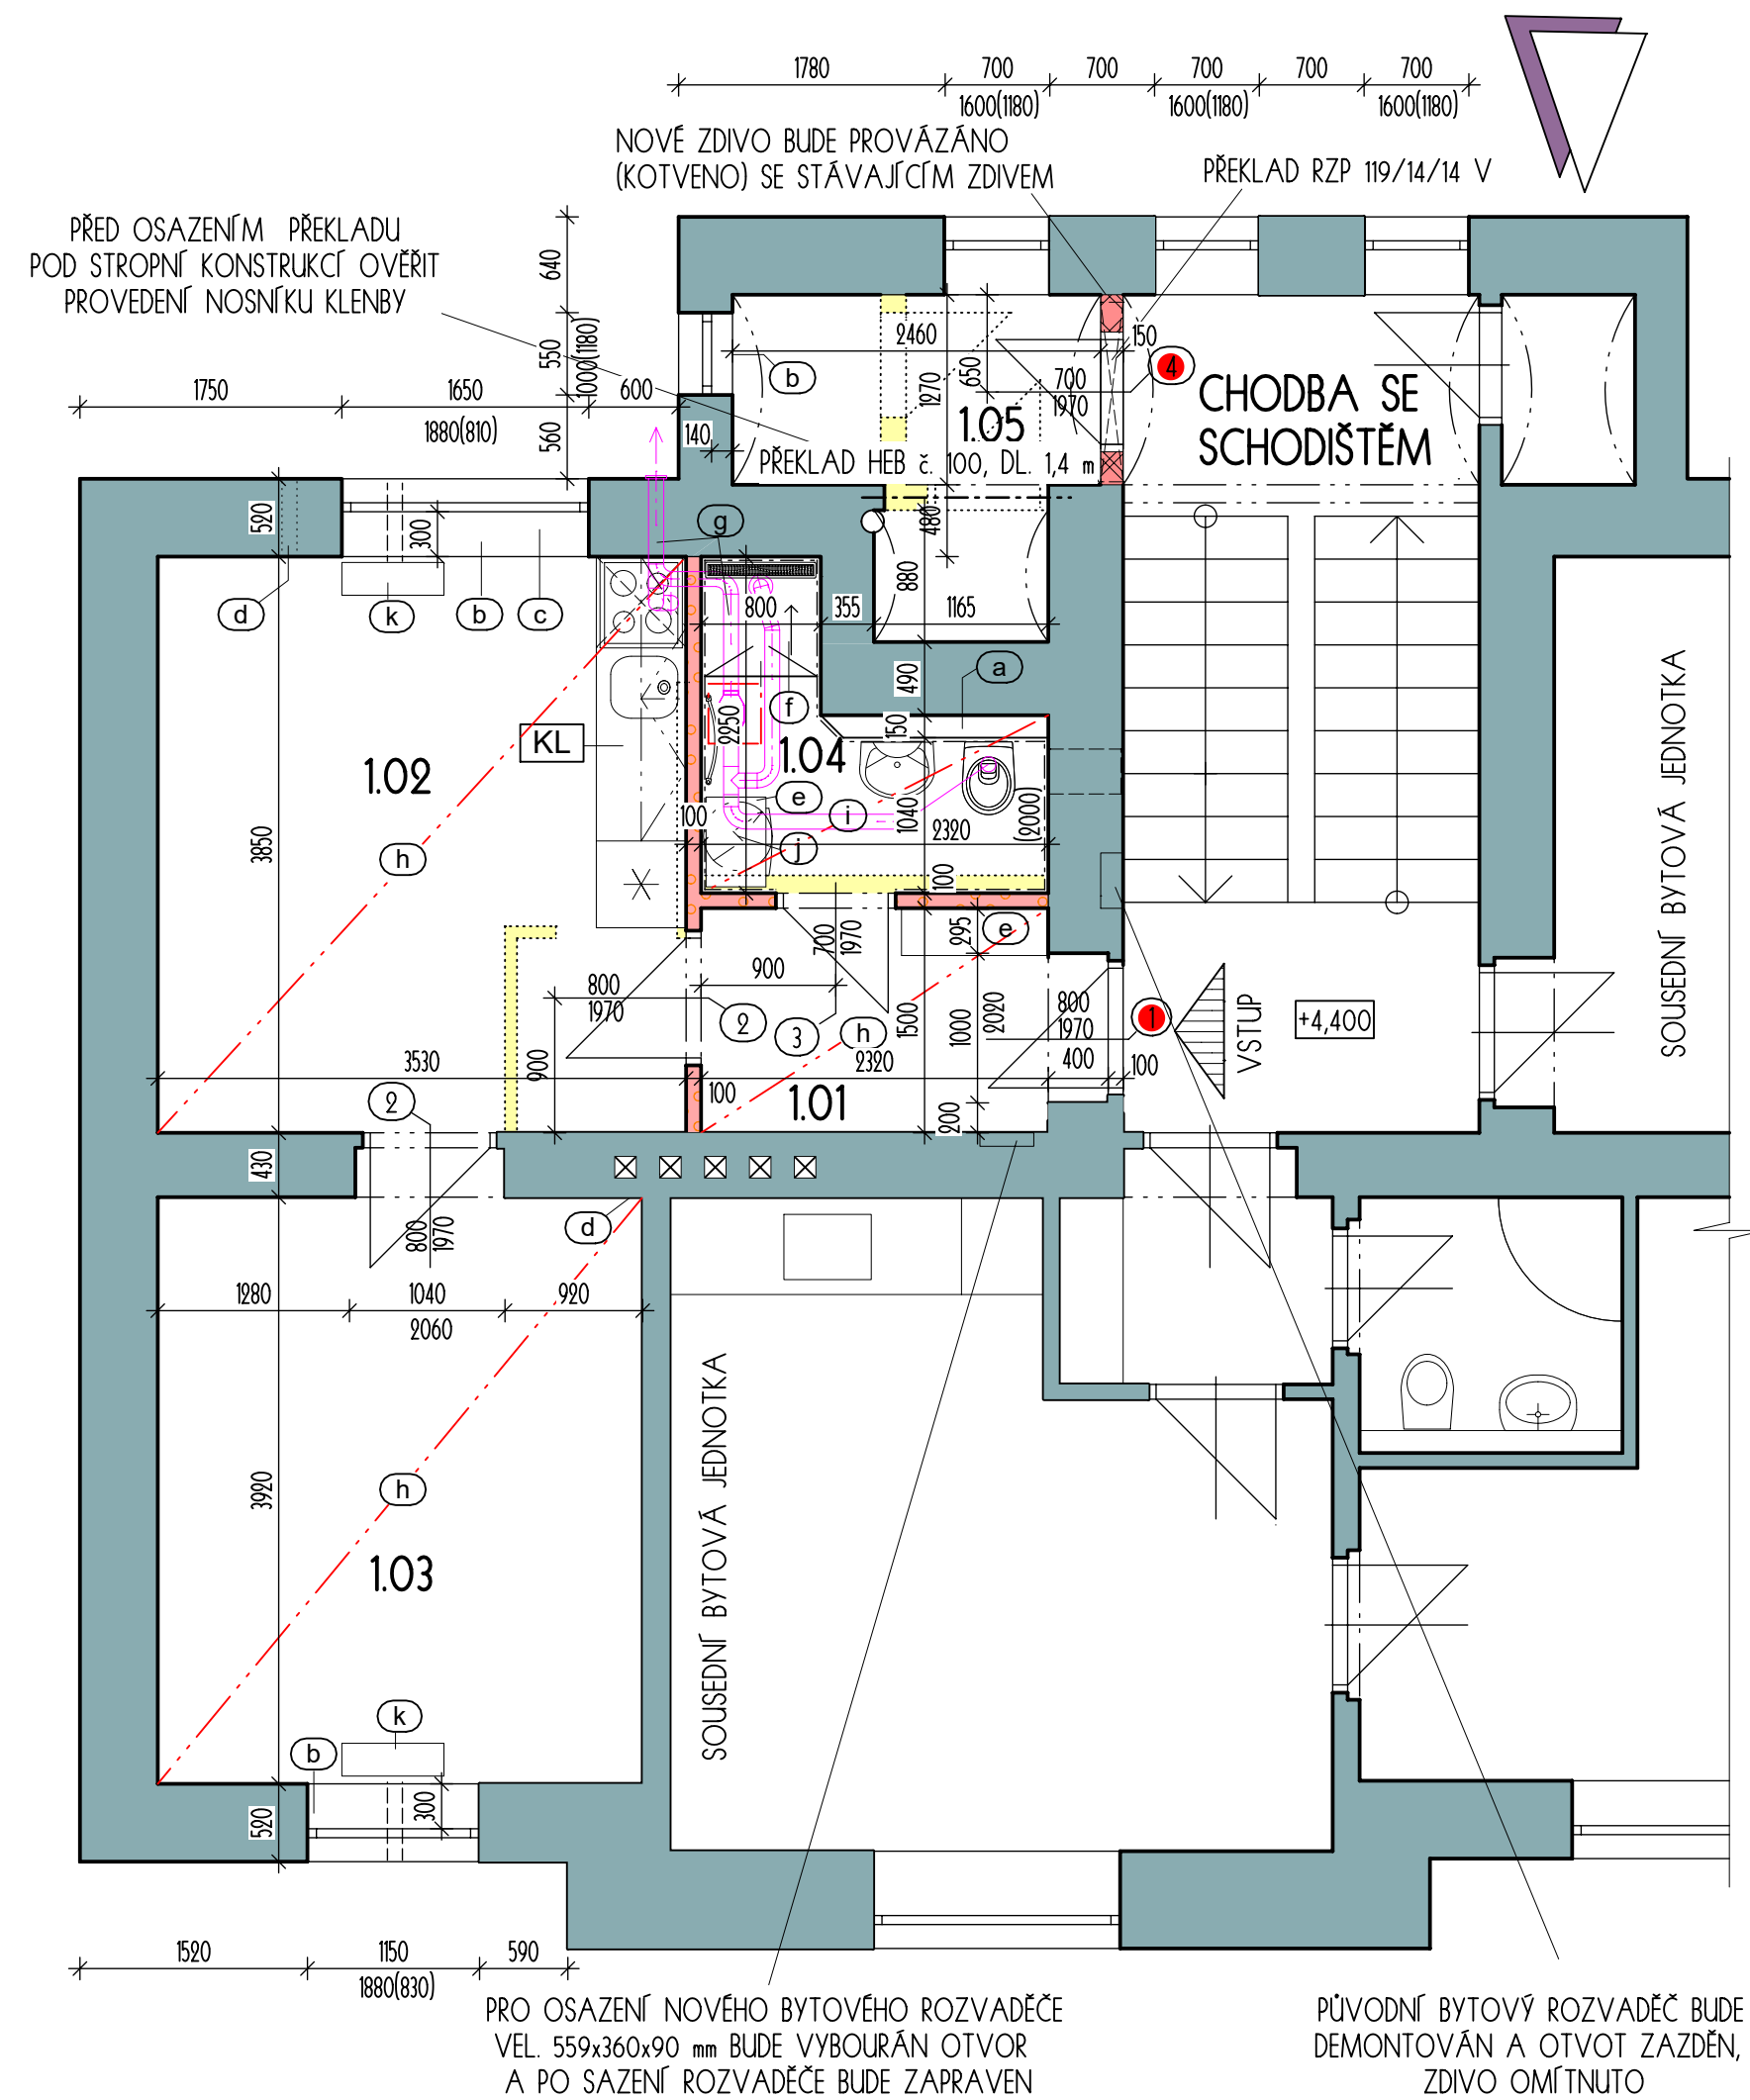 1780 700 700 700 700 700
1600(1180) 1600(1180) 1600(1180)
NOVÉ ZDIVO BUDE PROVÁZÁNO
(KOTVENO) SE STÁVAJÍCÍM ZDIVEM
PŘEKLAD RZP 119/14/14 V
PŘED OSAZENÍM PŘEKLADU
POD STROPNÍ KONSTRUKCÍ OVĚŘIT
PROVEDENÍ NOSNÍKU KLENBY
640
550
1000(1180)
560
1750 1650 600
1880(810)
140
b
2460
150
650
1270
700
1970
4
1.05
CHODBA SE
SCHODIŠTĚM
PŘEKLAD HEB č. 100, DL. 1,4 m
520
300
g
480
880
d
k
b
c
800 355 1165
490
a
f
2250
150
KL
1.02
1.04
e
i
j
100
1040
2320
(2000)
3850
h
100
295
e
700
1970
900
800
1970
2
3
h
1500
1000
2020
800
1970
400
1
100
VSTUP
+4,400
SOUSEDNÍ BYTOVÁ JEDNOTKA
3530
900
100
2320
1.01
200
2
430
d
800
1970
1280 1040 920
2060
3920
h
1.03
SOUSEDNÍ BYTOVÁ JEDNOTKA
k
b
300
520
1520 1150 590
1880(830)
PRO OSAZENÍ NOVÉHO BYTOVÉHO ROZVADĚČE
VEL. 559x360x90 mm BUDE VYBOURÁN OTVOR
A PO SAZENÍ ROZVADĚČE BUDE ZAPRAVEN
PŮVODNÍ BYTOVÝ ROZVADĚČ BUDE
DEMONTOVÁN A OTVOT ZAZDĚN,
ZDIVO OMÍTNUTO